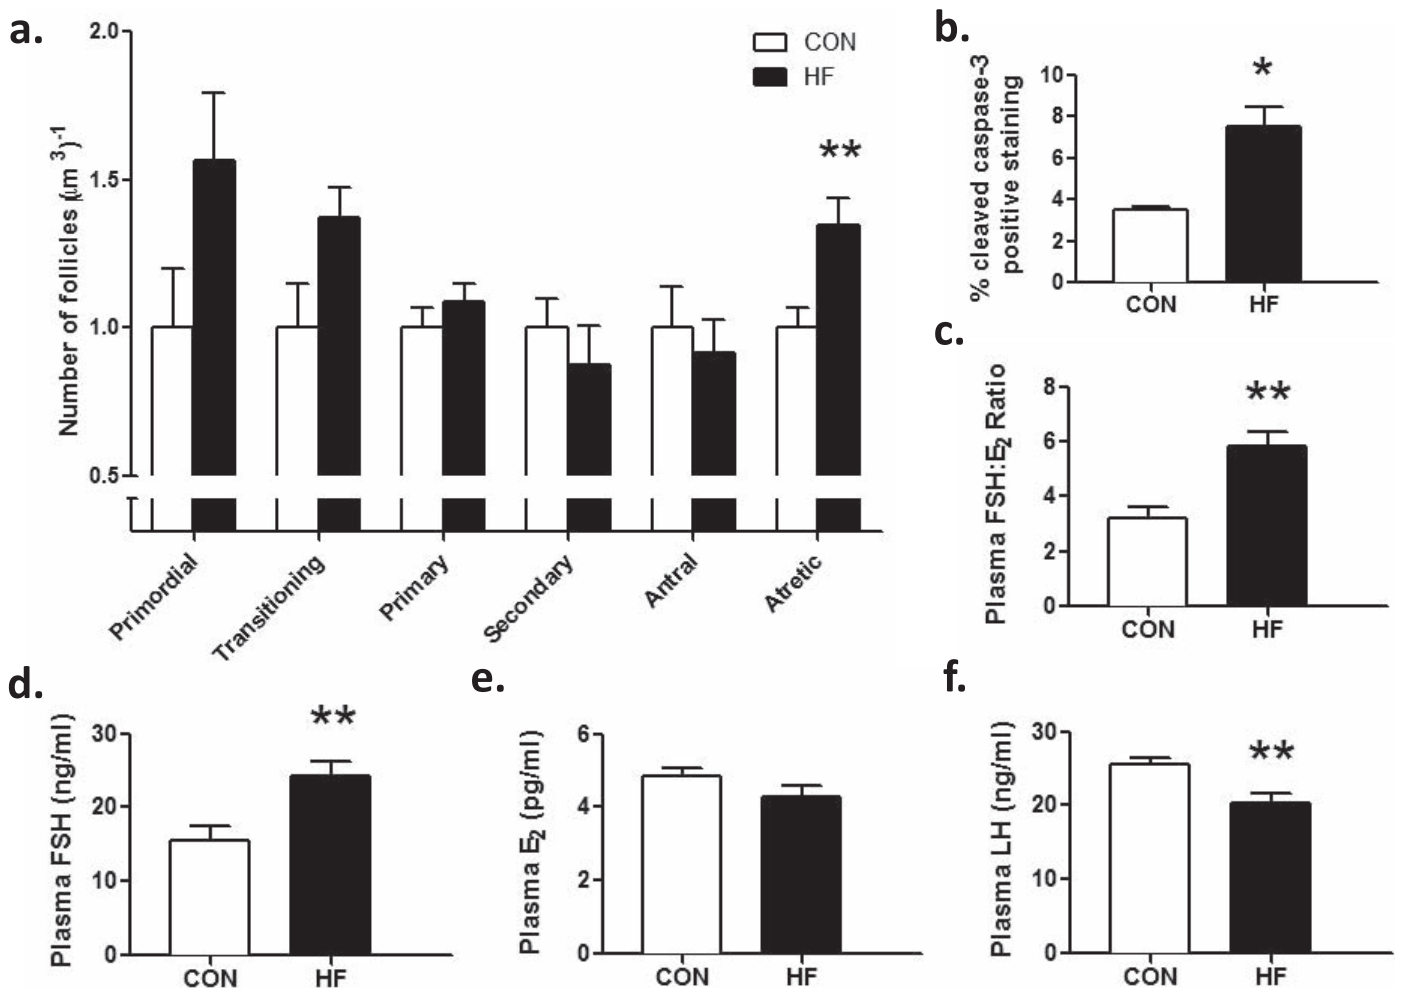 a.
2.0
1.5
1.0
0.5
Number of follicles (μm³)⁻¹
CON
HF
**
Primordial
Transitioning
Primary
Secondary
Antral
Atretic
b.
% cleaved caspase-3
positive staining
10
8
6
4
2
0
*
CON
HF
c.
Plasma FSH:E₂ Ratio
8
6
4
2
0
**
CON
HF
d.
Plasma FSH (ng/ml)
30
20
10
0
**
CON
HF
e.
Plasma E₂ (pg/ml)
6
4
2
0
CON
HF
f.
Plasma LH (ng/ml)
30
20
10
0
**
CON
HF